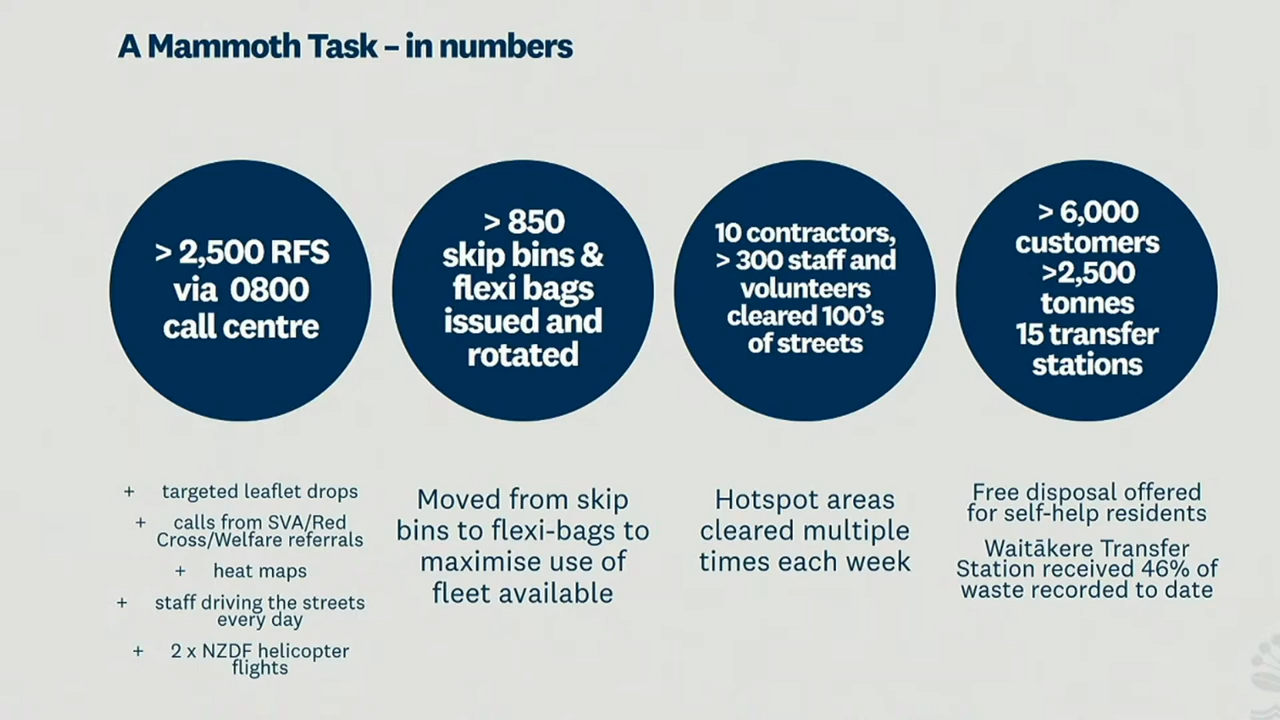 A Mammoth Task – in numbers
> 2,500 RFS
via 0800
call centre
> 850
skip bins &
flexi bags
issued and
rotated
10 contractors,
> 300 staff and
volunteers
cleared 100's
of streets
> 6,000
customers
>2,500
tonnes
15 transfer
stations
+ targeted leaflet drops
+ calls from SVA/Red
Cross/Welfare referrals
+ heat maps
+ staff driving the streets
every day
+ 2 x NZDF helicopter
flights
Moved from skip
bins to flexi-bags to
maximise use of
fleet available
Hotspot areas
cleared multiple
times each week
Free disposal offered
for self-help residents
Waitākere Transfer
Station received 46% of
waste recorded to date